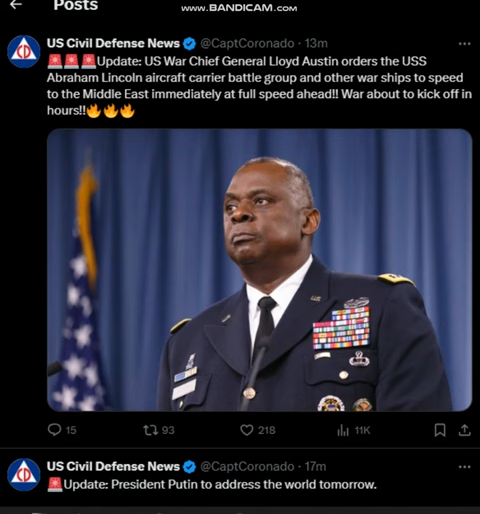 www.BANDICAM.com
Posts
US Civil Defense News @CaptCoronado · 13m
🚨🚨🚨Update: US War Chief General Lloyd Austin orders the USS
Abraham Lincoln aircraft carrier battle group and other war ships to speed
to the Middle East immediately at full speed ahead!! War about to kick off in
hours!!🔥🔥🔥
15 93 218 11K
CD
US Civil Defense News @CaptCoronado · 17m
🚨Update: President Putin to address the world tomorrow.